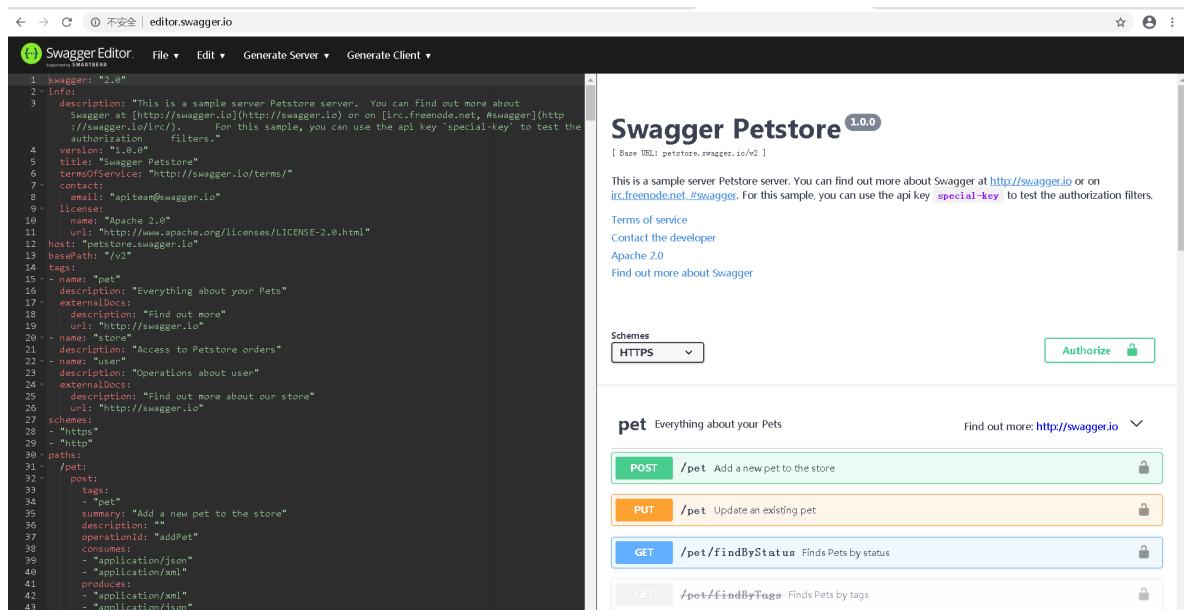 不安全 | editor.swagger.io
Swagger Editor.
Supported by SMARTBEAR
File ▾ Edit ▾ Generate Server ▾ Generate Client ▾
1 swagger: "2.0"
2 info:
3 description: "This is a sample server Petstore server.  You can find out more about
Swagger at [http://swagger.io](http://swagger.io) or on [irc.freenode.net, #swagger](http
://swagger.io/irc/).      For this sample, you can use the api key `special-key` to test the
authorization     filters."
4 version: "1.0.0"
5 title: "Swagger Petstore"
6 termsOfService: "http://swagger.io/terms/"
7 contact:
8 email: "apiteam@swagger.io"
9 license:
10 name: "Apache 2.0"
11 url: "http://www.apache.org/licenses/LICENSE-2.0.html"
12 host: "petstore.swagger.io"
13 basePath: "/v2"
14 tags:
15 - name: "pet"
16 description: "Everything about your Pets"
17 externalDocs:
18 description: "Find out more"
19 url: "http://swagger.io"
20 - name: "store"
21 description: "Access to Petstore orders"
22 - name: "user"
23 description: "Operations about user"
24 externalDocs:
25 description: "Find out more about our store"
26 url: "http://swagger.io"
27 schemes:
28 - "https"
29 - "http"
30 paths:
31 /pet:
32 post:
33 tags:
34 - "pet"
35 summary: "Add a new pet to the store"
36 description: ""
37 operationId: "addPet"
38 consumes:
39 - "application/json"
40 - "application/xml"
41 produces:
42 - "application/xml"
43 - "application/json"
Swagger Petstore 1.0.0
[ Base URL: petstore.swagger.io/v2 ]
This is a sample server Petstore server. You can find out more about Swagger at http://swagger.io or on
irc.freenode.net, #swagger. For this sample, you can use the api key special-key to test the authorization filters.
Terms of service
Contact the developer
Apache 2.0
Find out more about Swagger
Schemes
HTTPS
Authorize
pet Everything about your Pets Find out more: http://swagger.io
POST /pet Add a new pet to the store
PUT /pet Update an existing pet
GET /pet/findByStatus Finds Pets by status
GET /pet/findByTags Finds Pets by tags